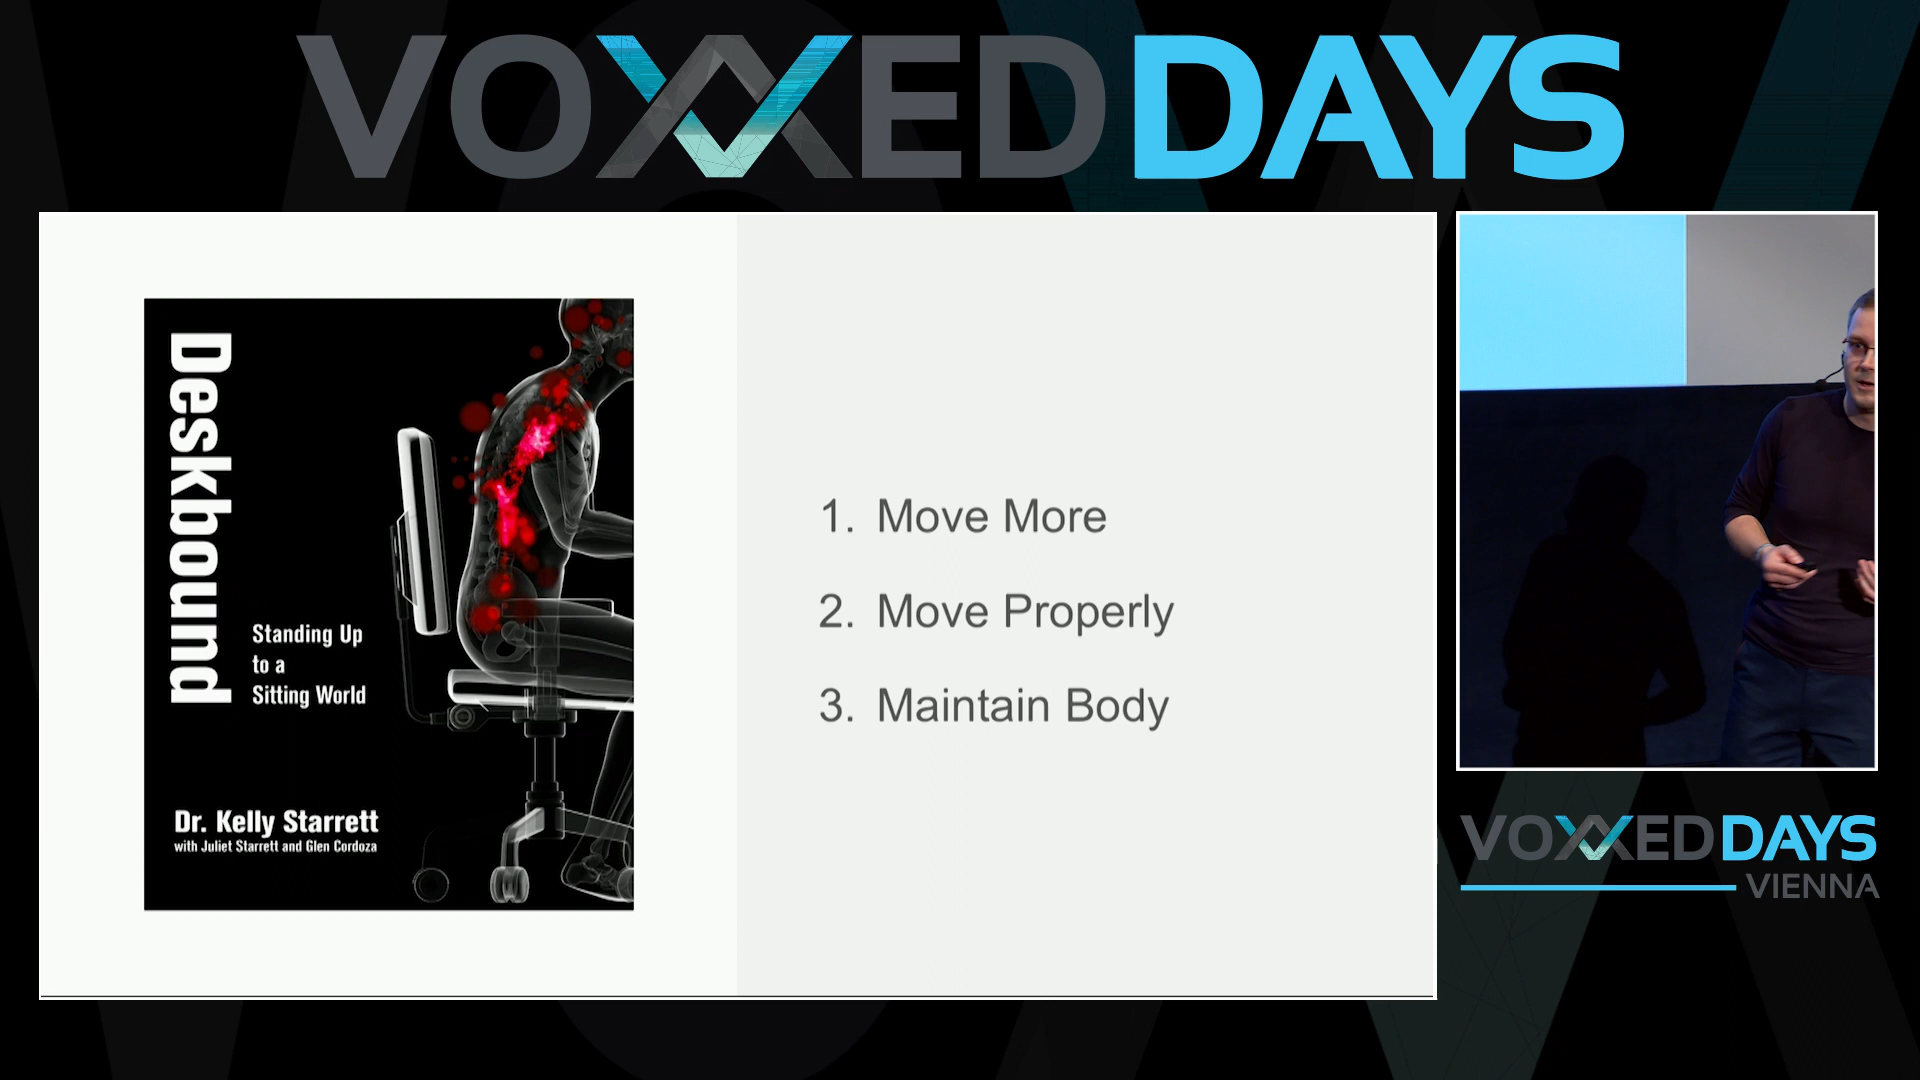 VOXXED DAYS
Deskbound
Standing Up
to a
Sitting World
Dr. Kelly Starrett
with Juliet Starrett and Glen Cordoza
1. Move More
2. Move Properly
3. Maintain Body
VOXXED DAYS
VIENNA